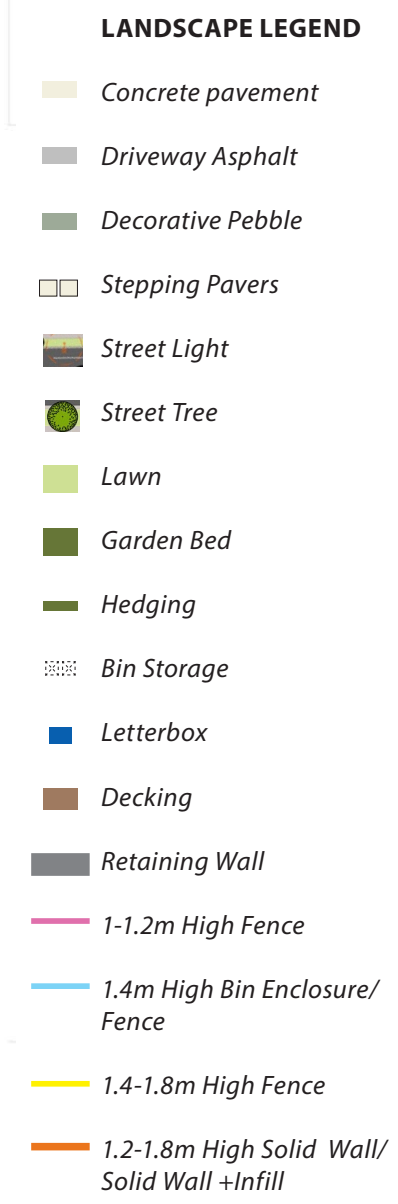 LANDSCAPE LEGEND
Concrete pavement
Driveway Asphalt
Decorative Pebble
Stepping Pavers
Street Light
Street Tree
Lawn
Garden Bed
Hedging
Bin Storage
Letterbox
Decking
Retaining Wall
1-1.2m High Fence
1.4m High Bin Enclosure/
Fence
1.4-1.8m High Fence
1.2-1.8m High Solid Wall/
Solid Wall +Infill